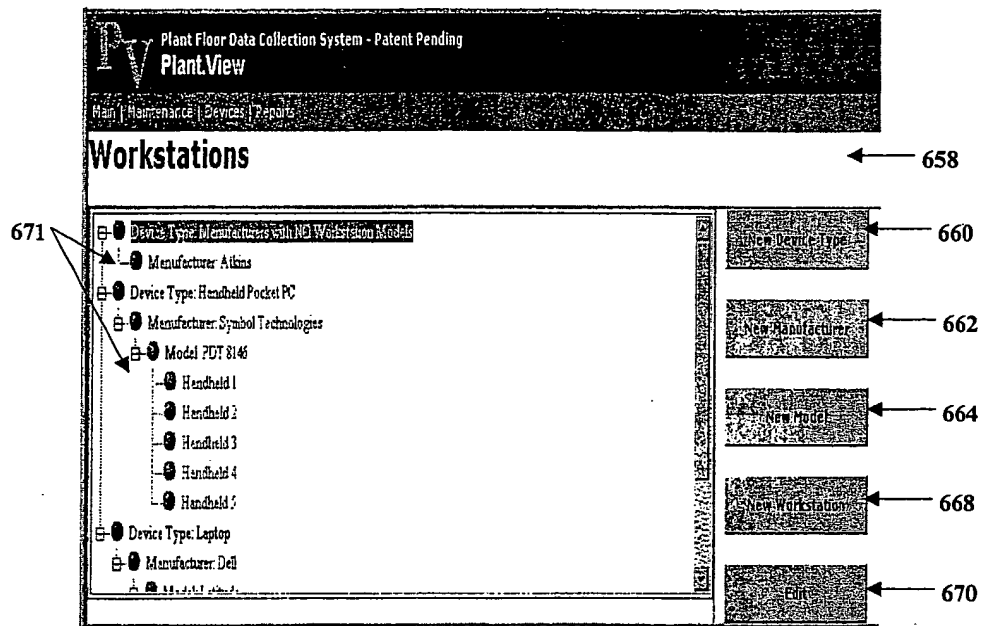 PV
Plant Floor Data Collection System - Patent Pending
Plant.View
Main | Maintenance | Devices | Reports
Workstations
658
671
Device Type: Manufacturers with NO Workstation Models
Manufacturer: Atkins
Device Type: Handheld Pocket PC
Manufacturer: Symbol Technologies
Model PDT 8146
Handheld 1
Handheld 2
Handheld 3
Handheld 4
Handheld 5
Device Type: Laptop
Manufacturer: Dell
Model: Latitude
New Device Type
660
New Manufacturer
662
New Model
664
New Workstation
668
Edit
670